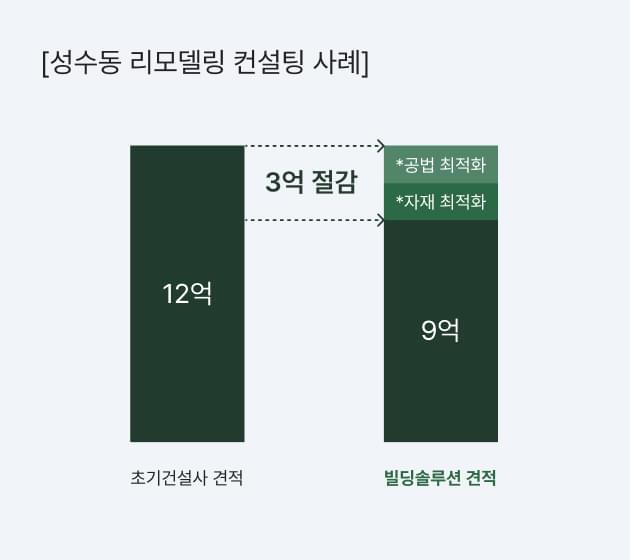 [성수동 리모델링 컨설팅 사례]
3억 절감
*공법 최적화
*자재 최적화
12억
9억
초기건설사 견적
빌딩솔루션 견적